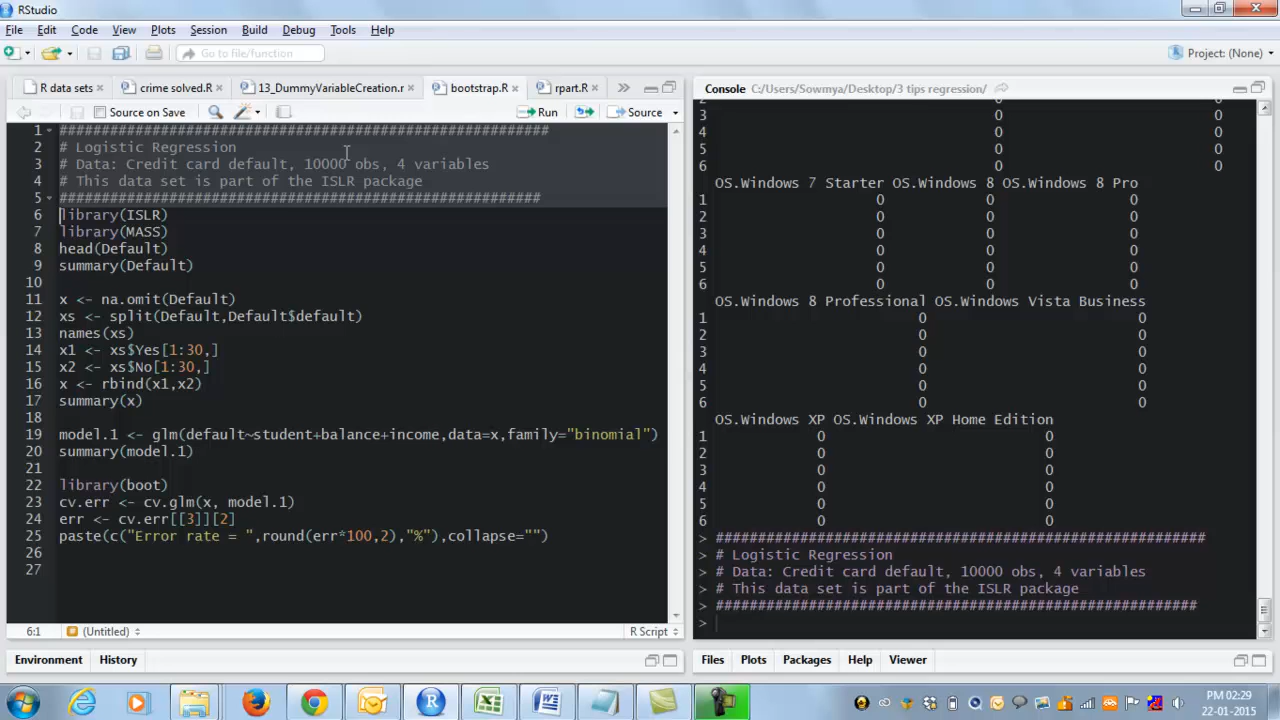 RStudio
File Edit Code View Plots Session Build Debug Tools Help
Go to file/function
Project: (None)
R data sets crime solved.R 13_DummyVariableCreation.r bootstrap.R rpart.R
Source on Save Run Source
1 #########################################################
2 # Logistic Regression
3 # Data: Credit card default, 10000 obs, 4 variables
4 # This data set is part of the ISLR package
5 ########################################################
6 library(ISLR)
7 library(MASS)
8 head(Default)
9 summary(Default)
10
11 x <- na.omit(Default)
12 xs <- split(Default,Default$default)
13 names(xs)
14 x1 <- xs$Yes[1:30,]
15 x2 <- xs$No[1:30,]
16 x <- rbind(x1,x2)
17 summary(x)
18
19 model.1 <- glm(default~student+balance+income,data=x,family="binomial")
20 summary(model.1)
21
22 library(boot)
23 cv.err <- cv.glm(x, model.1)
24 err <- cv.err[[3]][2]
25 paste(c("Error rate = ",round(err*100,2),"%"),collapse="")
26
27
6:1 (Untitled) R Script
Environment History
Console C:/Users/Sowmya/Desktop/3 tips regression/
3 0 0
4 0 0
5 0 0
6 0 0
OS.Windows 7 Starter OS.Windows 8 OS.Windows 8 Pro
1 0 0 0
2 0 0 0
3 0 0 0
4 0 0 0
5 0 0 0
6 0 0 0
OS.Windows 8 Professional OS.Windows Vista Business
1 0 0
2 0 0
3 0 0
4 0 0
5 0 0
6 0 0
OS.Windows XP OS.Windows XP Home Edition
1 0 0
2 0 0
3 0 0
4 0 0
5 0 0
6 0 0
> #########################################################
> # Logistic Regression
> # Data: Credit card default, 10000 obs, 4 variables
> # This data set is part of the ISLR package
> ########################################################
>
Files Plots Packages Help Viewer
PM 02:29
22-01-2015